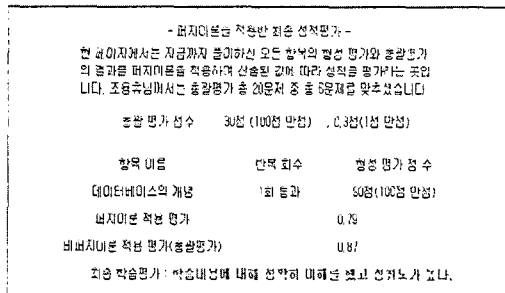 - 퍼지이론을 적용한 최종 성적평가 -
현 페이지에서는 지금까지 풀이하신 모든 항목의 형성 평가와 총괄평가
의 결과를 퍼지이론을 적용하여 산출된 값에 따라 성적을 평가하는 곳입
니다. 조용휴님께서는 총괄평가 총 20문제 중 총 6문제를 맞추셨습니다
총괄 평가 점수 30점 (100점 만점) , 0.3점(1점 만점)
항목 이름 반복 회수 형성 평가 점수
데이터베이스의 개념 1회 통과 90점(100점 만점)
퍼지이론 적용 평가 0.79
비퍼지이론 적용 평가(총괄평가) 0.87
최종 학습평가 : 학습내용에 대해 정확히 이해를 했고 성취도가 높다.